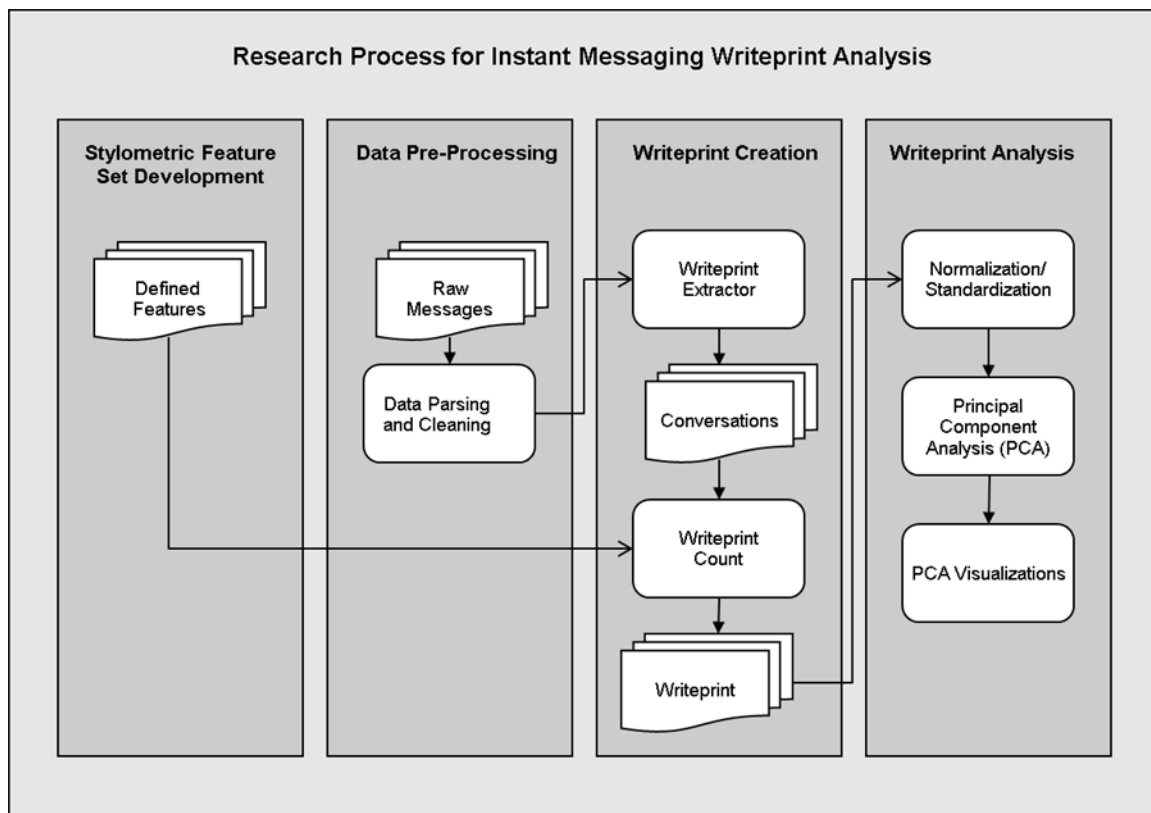 Research Process for Instant Messaging Writeprint Analysis
Stylometric Feature
Set Development
Defined
Features
Data Pre-Processing
Raw
Messages
Data Parsing
and Cleaning
Writeprint Creation
Writeprint
Extractor
Conversations
Writeprint
Count
Writeprint
Writeprint Analysis
Normalization/
Standardization
Principal
Component
Analysis (PCA)
PCA Visualizations